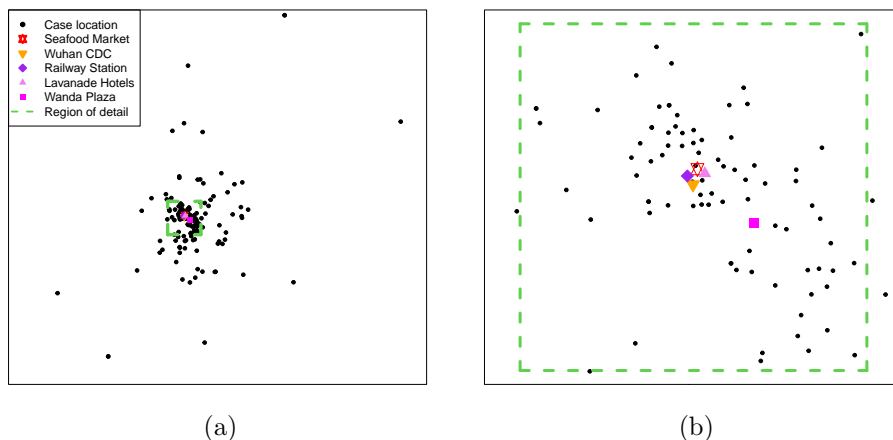 Case location
Seafood Market
Wuhan CDC
Railway Station
Lavanade Hotels
Wanda Plaza
Region of detail
(a)
(b)